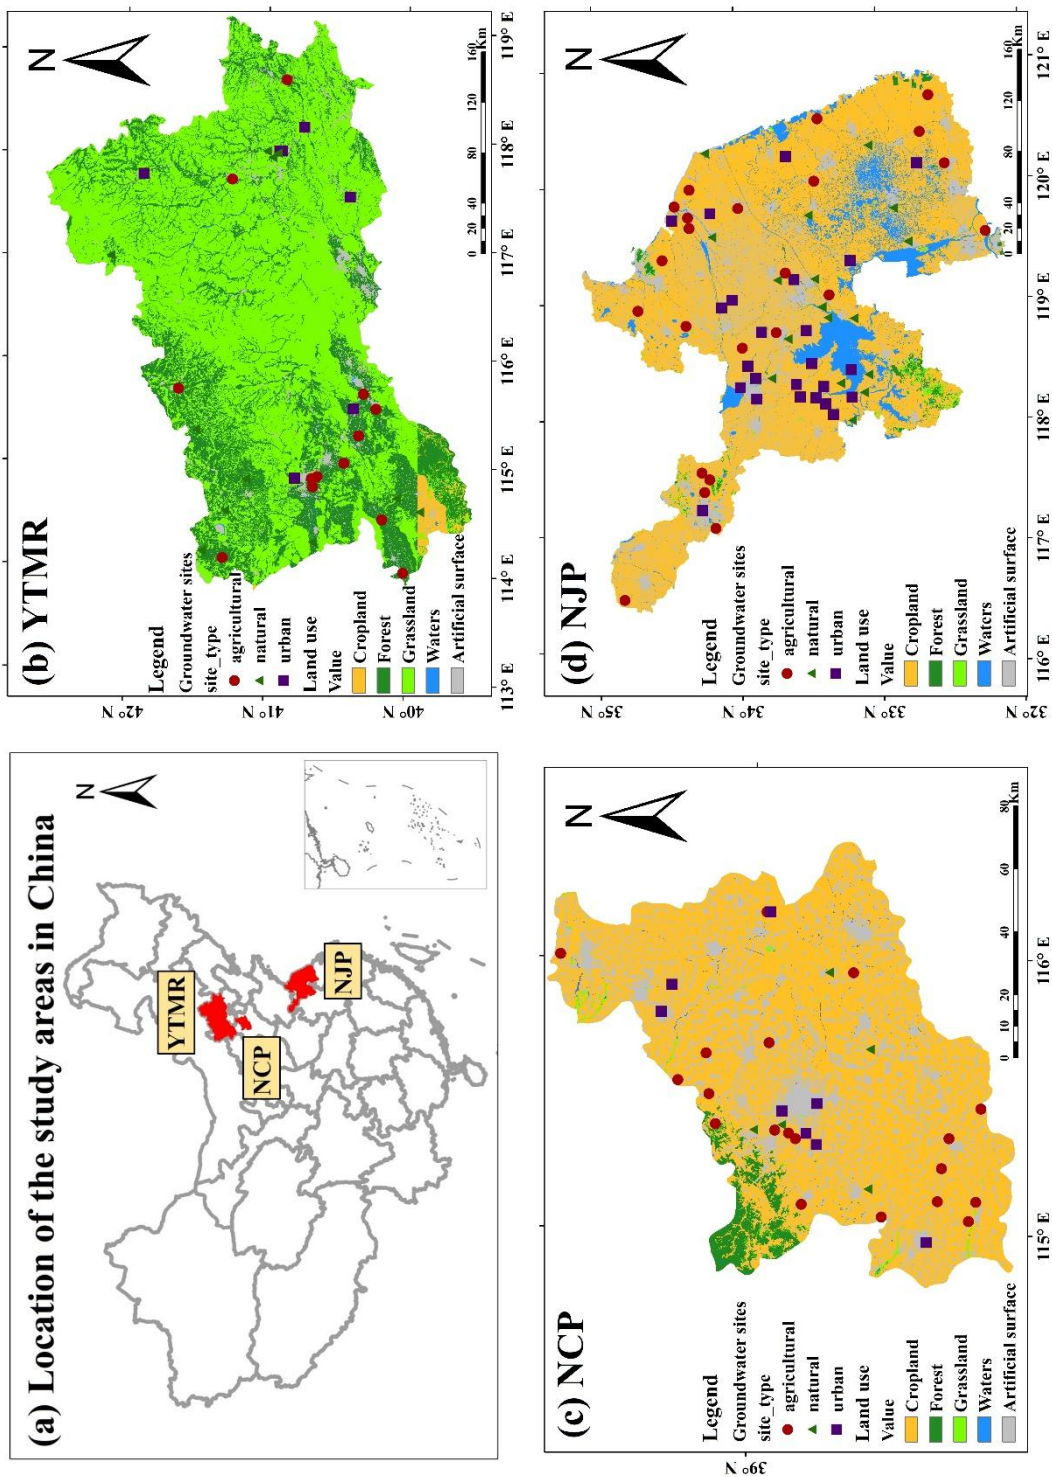 (a) Location of the study areas in China
N
YTMR
NCP
NJP
(b) YTMR
N
Legend
Groundwater sites
site_type
agricultural
natural
urban
Land use
Value
Cropland
Forest
Grassland
Waters
Artificial surface
42° N
41° N
40° N
113° E
114° E
115° E
116° E
117° E
118° E
119° E
0 20 40 80 120 160
Km
(c) NCP
N
Legend
Groundwater sites
site_type
agricultural
natural
urban
Land use
Value
Cropland
Forest
Grassland
Waters
Artificial surface
39° N
115° E
116° E
0 10 20 40 60 80
Km
(d) NJP
N
Legend
Groundwater sites
site_type
agricultural
natural
urban
Land use
Value
Cropland
Forest
Grassland
Waters
Artificial surface
35° N
34° N
33° N
32° N
116° E
117° E
118° E
119° E
120° E
121° E
0 20 40 80 120 160
Km